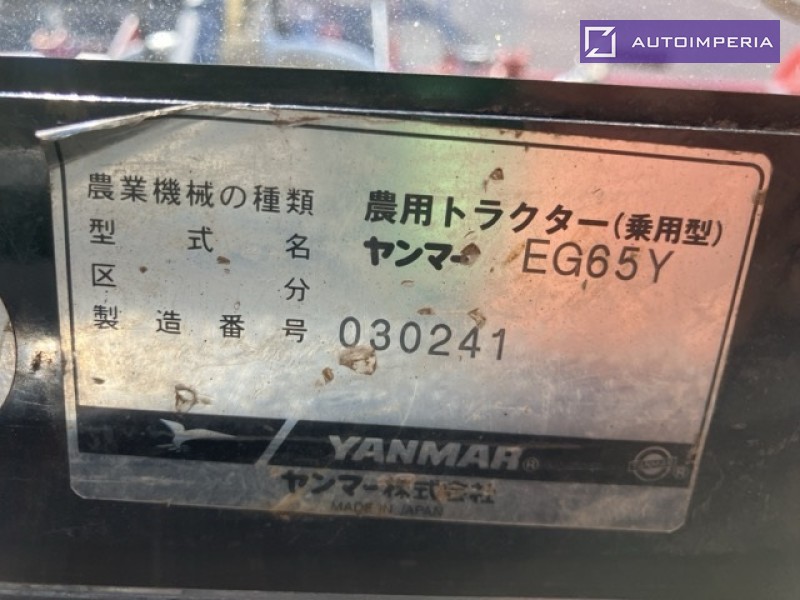 AUTOIMPERIA
農業機械の種類 農用トラクター(乗用型)
型式名 ヤンマー EG65Y
区分
製造番号 030241
YANMAR®
ヤンマー株式会社
MADE IN JAPAN